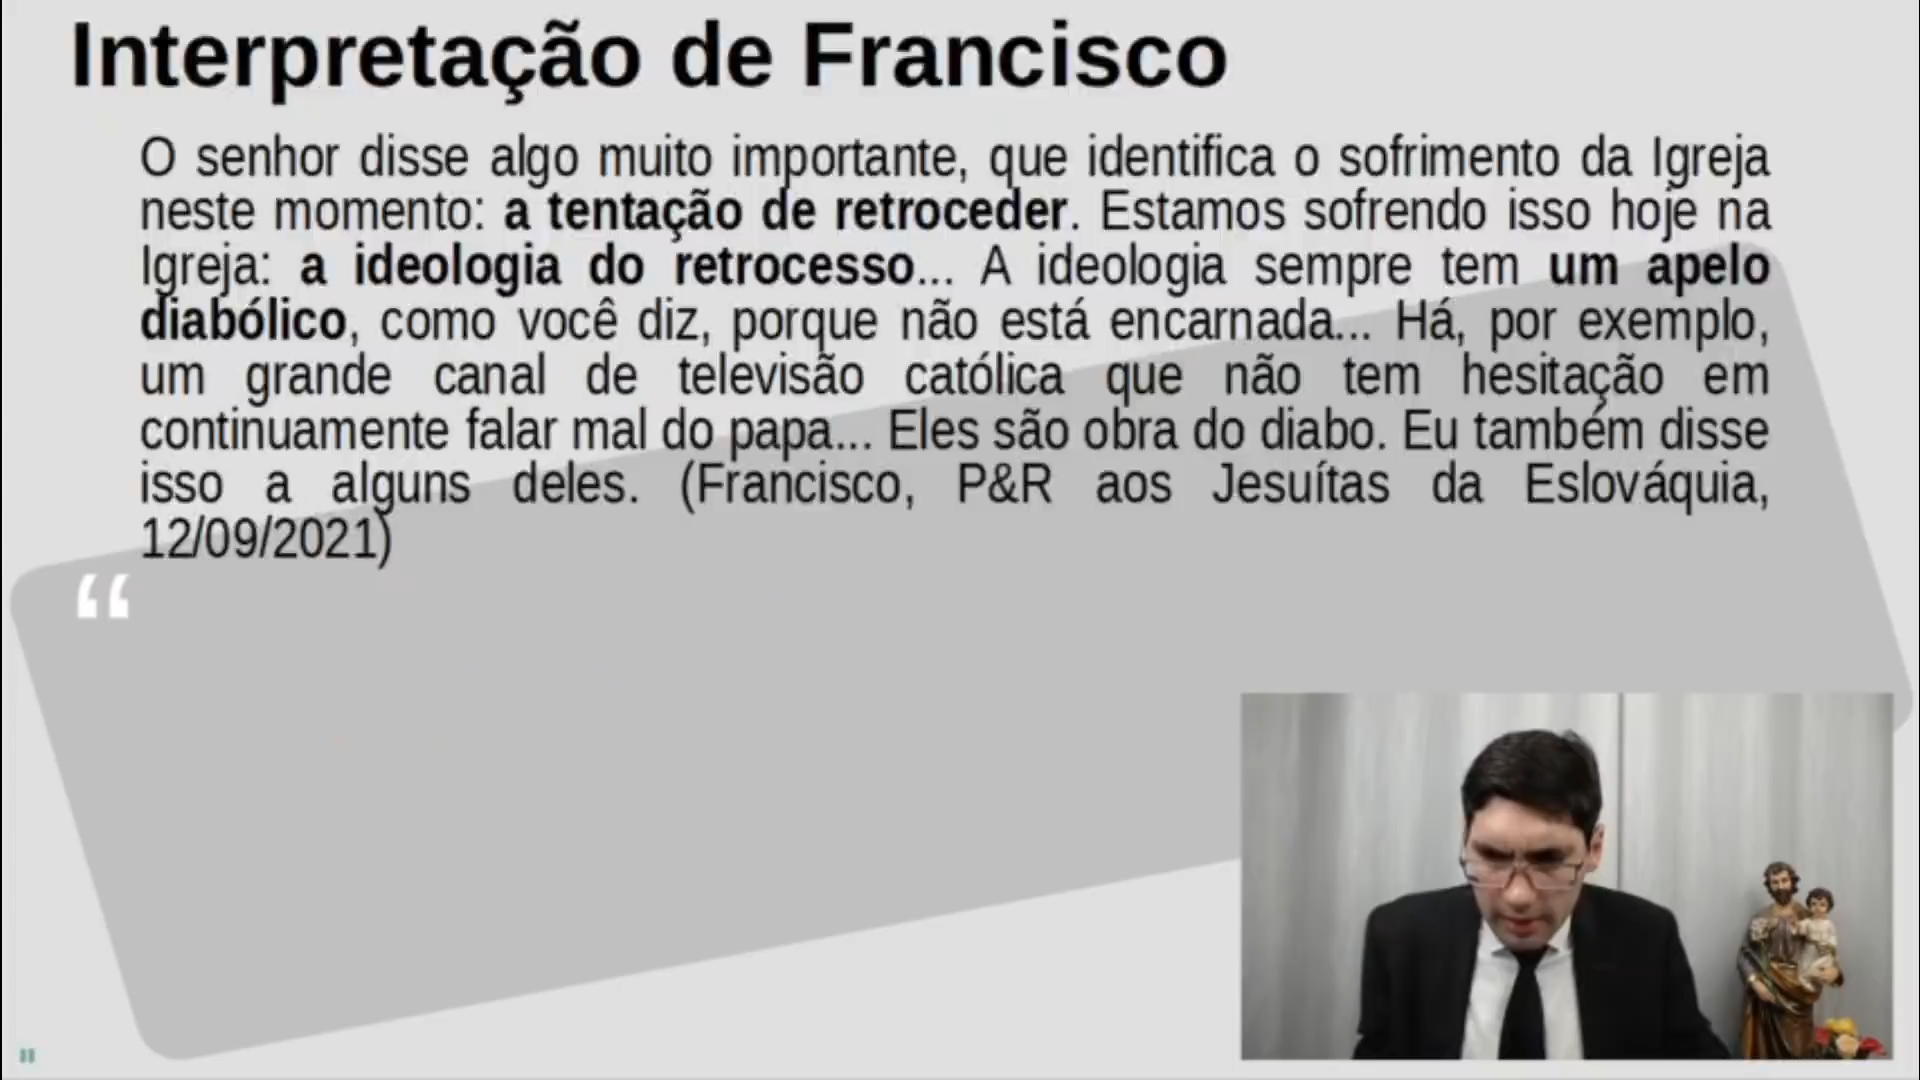 Interpretação de Francisco
O senhor disse algo muito importante, que identifica o sofrimento da Igreja
neste momento: a tentação de retroceder. Estamos sofrendo isso hoje na
Igreja: a ideologia do retrocesso... A ideologia sempre tem um apelo
diabólico, como você diz, porque não está encarnada... Há, por exemplo,
um grande canal de televisão católica que não tem hesitação em
continuamente falar mal do papa... Eles são obra do diabo. Eu também disse
isso a alguns deles. (Francisco, P&R aos Jesuítas da Eslováquia,
12/09/2021)
“